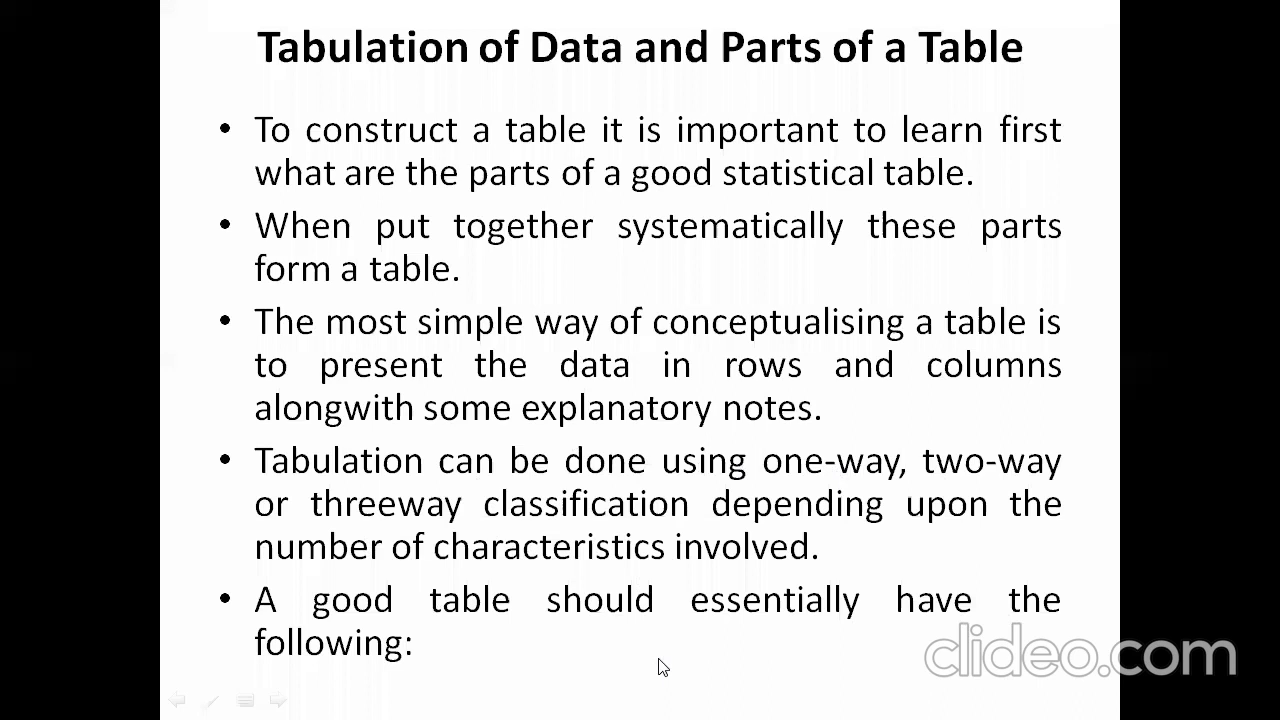 Tabulation of Data and Parts of a Table
• To construct a table it is important to learn first
what are the parts of a good statistical table.
• When put together systematically these parts
form a table.
• The most simple way of conceptualising a table is
to present the data in rows and columns
alongwith some explanatory notes.
• Tabulation can be done using one-way, two-way
or threeway classification depending upon the
number of characteristics involved.
• A good table should essentially have the
following:
clideo.com